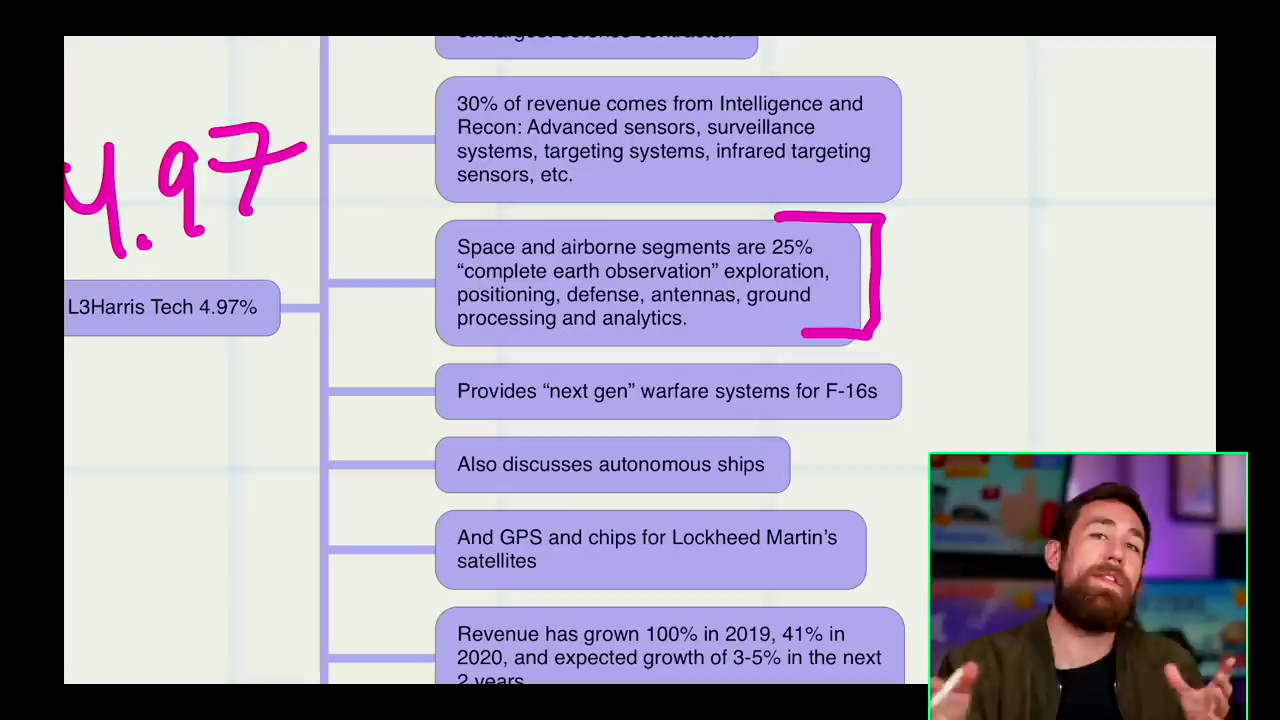 30% of revenue comes from Intelligence and
Recon: Advanced sensors, surveillance
systems, targeting systems, infrared targeting
sensors, etc.
4.97
Space and airborne segments are 25%
“complete earth observation” exploration,
positioning, defense, antennas, ground
processing and analytics.
L3Harris Tech 4.97%
Provides “next gen” warfare systems for F-16s
Also discusses autonomous ships
And GPS and chips for Lockheed Martin’s
satellites
Revenue has grown 100% in 2019, 41% in
2020, and expected growth of 3-5% in the next
2 years